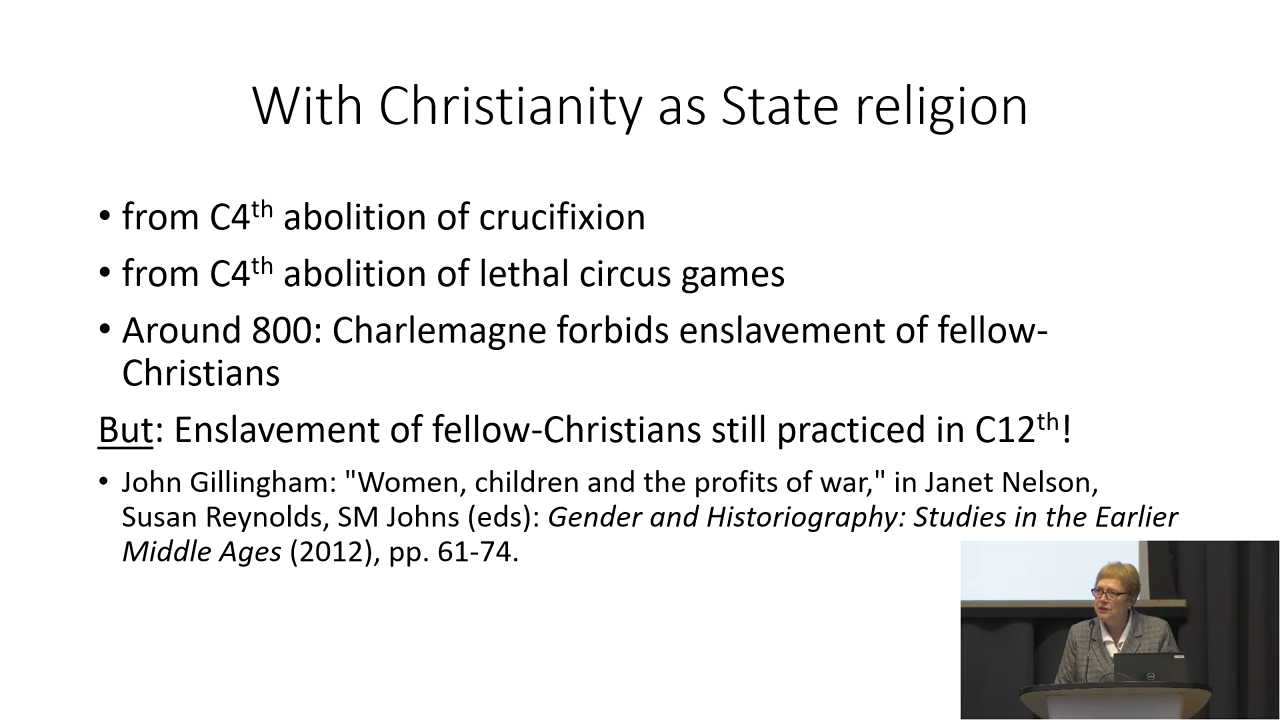 With Christianity as State religion
• from C4th abolition of crucifixion
• from C4th abolition of lethal circus games
• Around 800: Charlemagne forbids enslavement of fellow-
Christians
But: Enslavement of fellow-Christians still practiced in C12th!
• John Gillingham: "Women, children and the profits of war," in Janet Nelson,
Susan Reynolds, SM Johns (eds): Gender and Historiography: Studies in the Earlier
Middle Ages (2012), pp. 61-74.